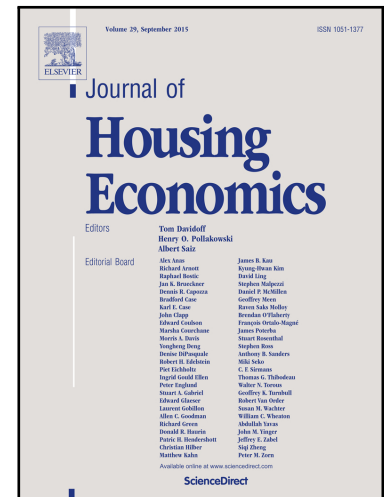 Volume 29, September 2015
ISSN 1051-1377
ELSEVIER
Journal of
Housing
Economics
Editors
Tom Davidoff
Henry O. Pollakowski
Albert Saiz
Editorial Board
Alex Anas
Richard Arnott
Raphael Bostic
Jan K. Brueckner
Dennis R. Capozza
Bradford Case
Karl E. Case
John Clapp
Edward Coulson
Marsha Courchane
Morris A. Davis
Yongheng Deng
Denise DiPasquale
Robert H. Edelstein
Piet Eichholtz
Ingrid Gould Ellen
Peter Englund
Stuart A. Gabriel
Edward Glaeser
Laurent Gobillon
Allen C. Goodman
Richard Green
Donald R. Haurin
Patric H. Hendershott
Christian Hilber
Matthew Kahn
James B. Kau
Kyung-Hwan Kim
David Ling
Stephen Malpezzi
Daniel P. McMillen
Geoffrey Meen
Raven Saks Molloy
Brendan O'Flaherty
François Ortalo-Magné
James Poterba
Stuart Rosenthal
Stephen Ross
Anthony B. Sanders
Miki Seko
C. F. Sirmans
Thomas G. Thibodeau
Walter N. Torous
Geoffrey K. Turnbull
Robert Van Order
Susan M. Wachter
William C. Wheaton
Abdullah Yavas
John M. Yinger
Jeffrey E. Zabel
Siqi Zheng
Peter M. Zorn
Available online at www.sciencedirect.com
ScienceDirect